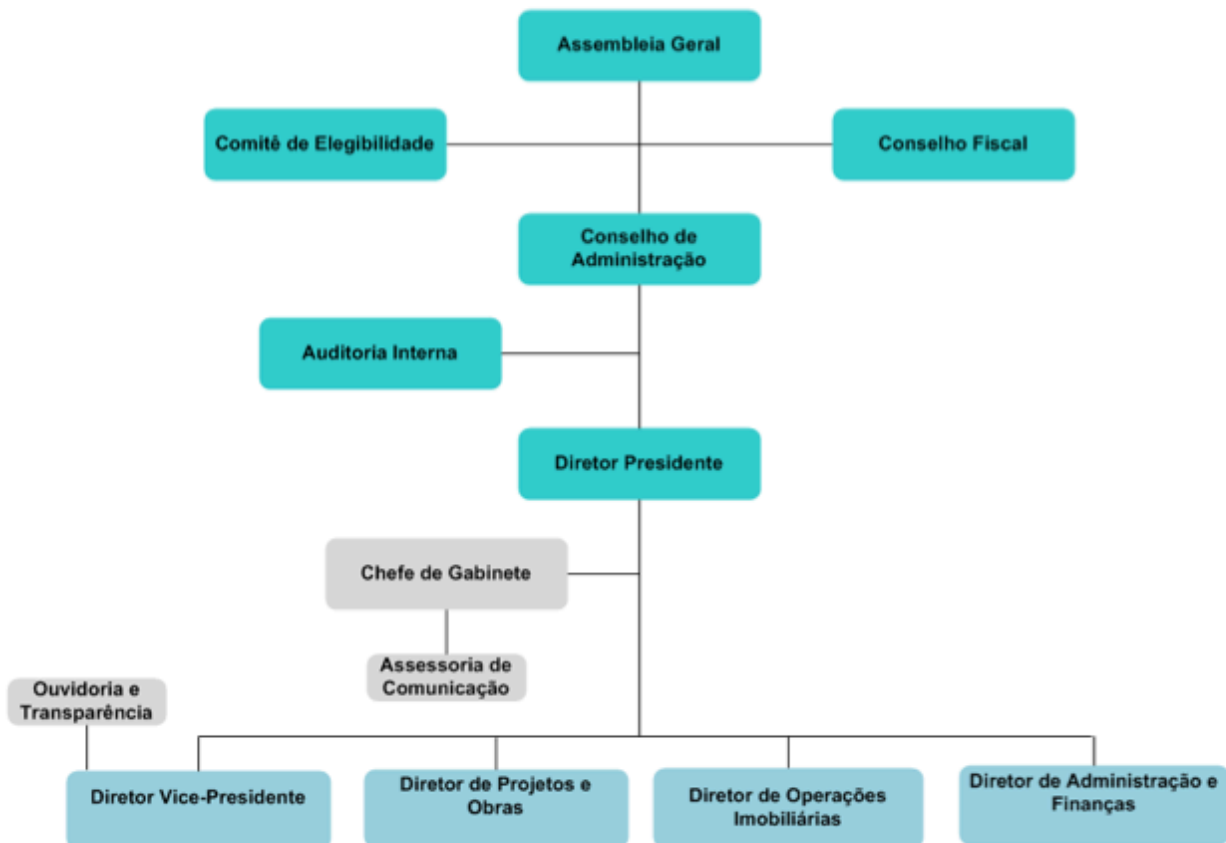 Assembleia Geral
Comitê de Elegibilidade
Conselho Fiscal
Conselho de
Administração
Auditoria Interna
Diretor Presidente
Chefe de Gabinete
Assessoria de
Comunicação
Ouvidoria e
Transparência
Diretor Vice-Presidente
Diretor de Projetos e
Obras
Diretor de Operações
Imobiliárias
Diretor de Administração e
Finanças